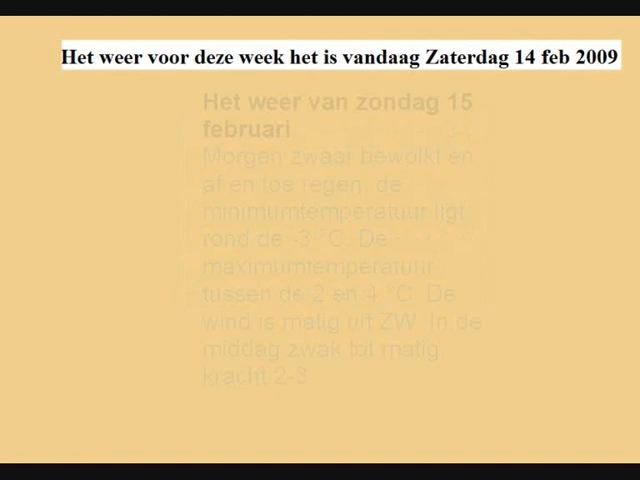 Het weer voor deze week het is vandaag Zaterdag 14 feb 2009
Het weer van zondag 15
februari
Morgen zwaar bewolkt en
af en toe regen, de
minimumtemperatuur ligt
rond de -3 °C. De
maximumtemperatuur
tussen de 2 en 4 °C. De
wind is matig uit ZW. In de
middag zwak tot matig
kracht 2-3